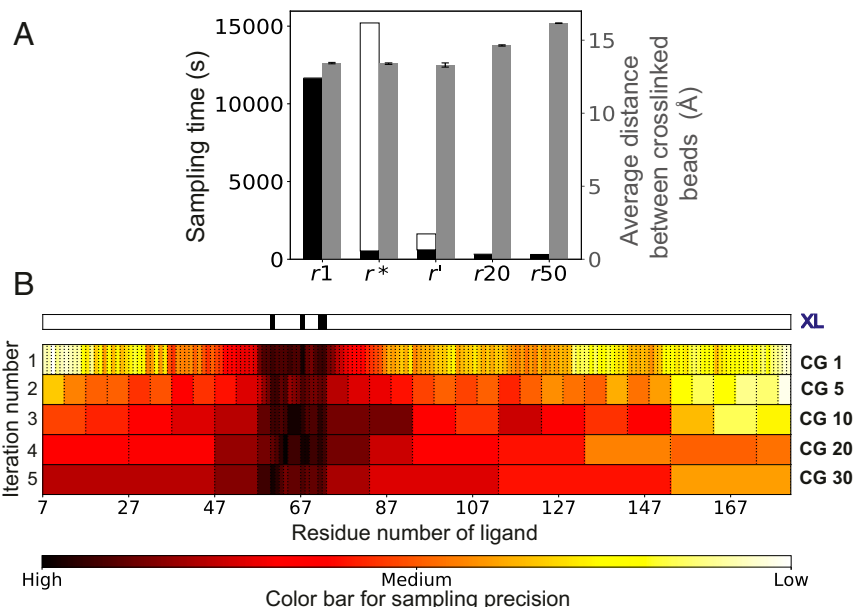 A
Sampling time (s)
15000
10000
5000
0
15
10
5
0
Average distance
between crosslinked
beads (Å)
r1 r* r' r20 r50
B
XL
Iteration number
1 CG 1
2 CG 5
3 CG 10
4 CG 20
5 CG 30
7 27 47 67 87 107 127 147 167
Residue number of ligand
High Medium Low
Color bar for sampling precision